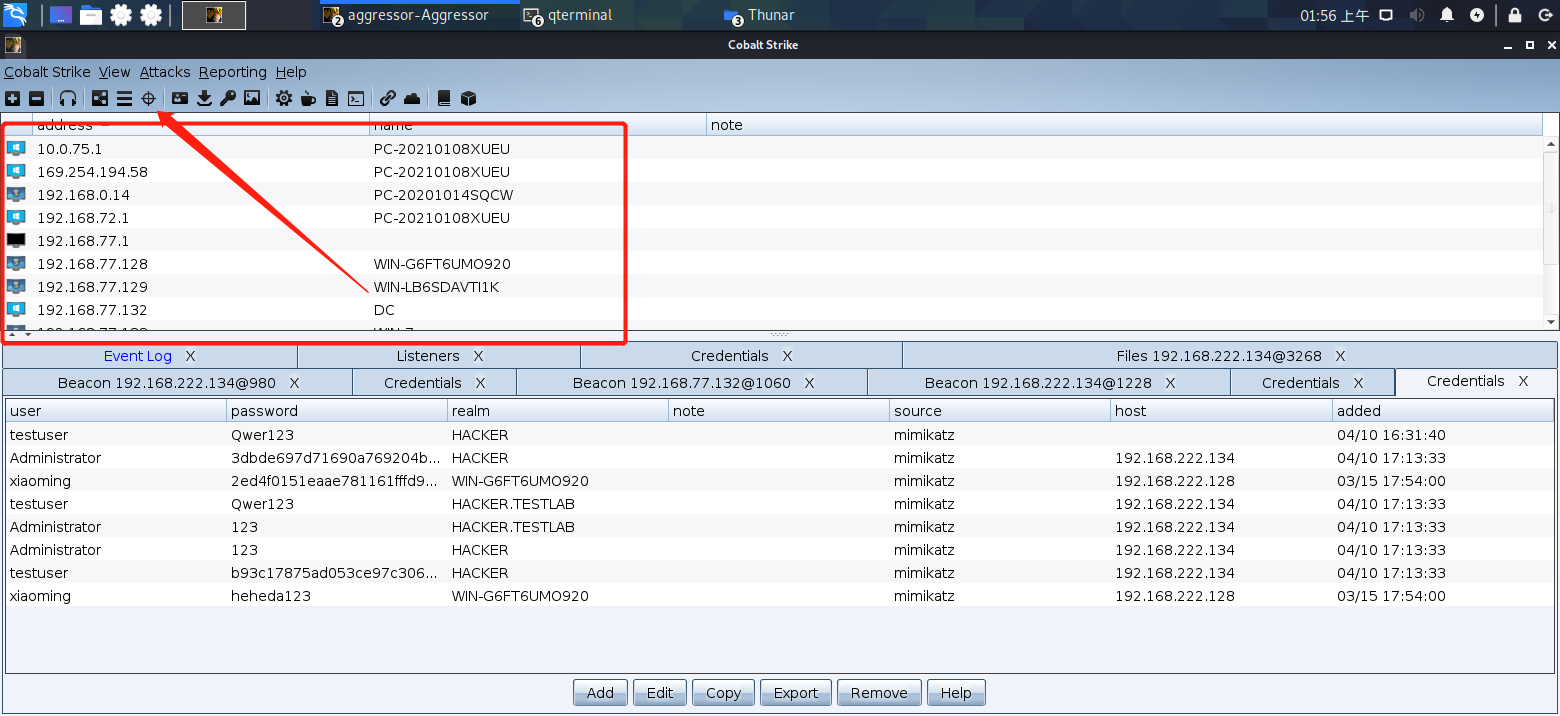 aggressor-Aggressor 2 qterminal 6 Thunar 3 01:56 上午
Cobalt Strike
Cobalt Strike View Attacks Reporting Help
address name note
10.0.75.1 PC-20210108XUEU
169.254.194.58 PC-20210108XUEU
192.168.0.14 PC-20201014SQCW
192.168.72.1 PC-20210108XUEU
192.168.77.1
192.168.77.128 WIN-G6FT6UMO920
192.168.77.129 WIN-LB6SDAVTI1K
192.168.77.132 DC
Event Log X Listeners X Credentials X Files 192.168.222.134@3268 X
Beacon 192.168.222.134@980 X Credentials X Beacon 192.168.77.132@1060 X Beacon 192.168.222.134@1228 X Credentials X Credentials X
user password realm note source host added
testuser Qwer123 HACKER mimikatz 04/10 16:31:40
Administrator 3dbde697d71690a769204b... HACKER mimikatz 192.168.222.134 04/10 17:13:33
xiaoming 2ed4f0151eaae781161fffd9... WIN-G6FT6UMO920 mimikatz 192.168.222.128 03/15 17:54:00
testuser Qwer123 HACKER.TESTLAB mimikatz 192.168.222.134 04/10 17:13:33
Administrator 123 HACKER.TESTLAB mimikatz 192.168.222.134 04/10 17:13:33
Administrator 123 HACKER mimikatz 192.168.222.134 04/10 17:13:33
testuser b93c17875ad053ce97c306... HACKER mimikatz 192.168.222.134 04/10 17:13:33
xiaoming heheda123 WIN-G6FT6UMO920 mimikatz 192.168.222.128 03/15 17:54:00
Add Edit Copy Export Remove Help